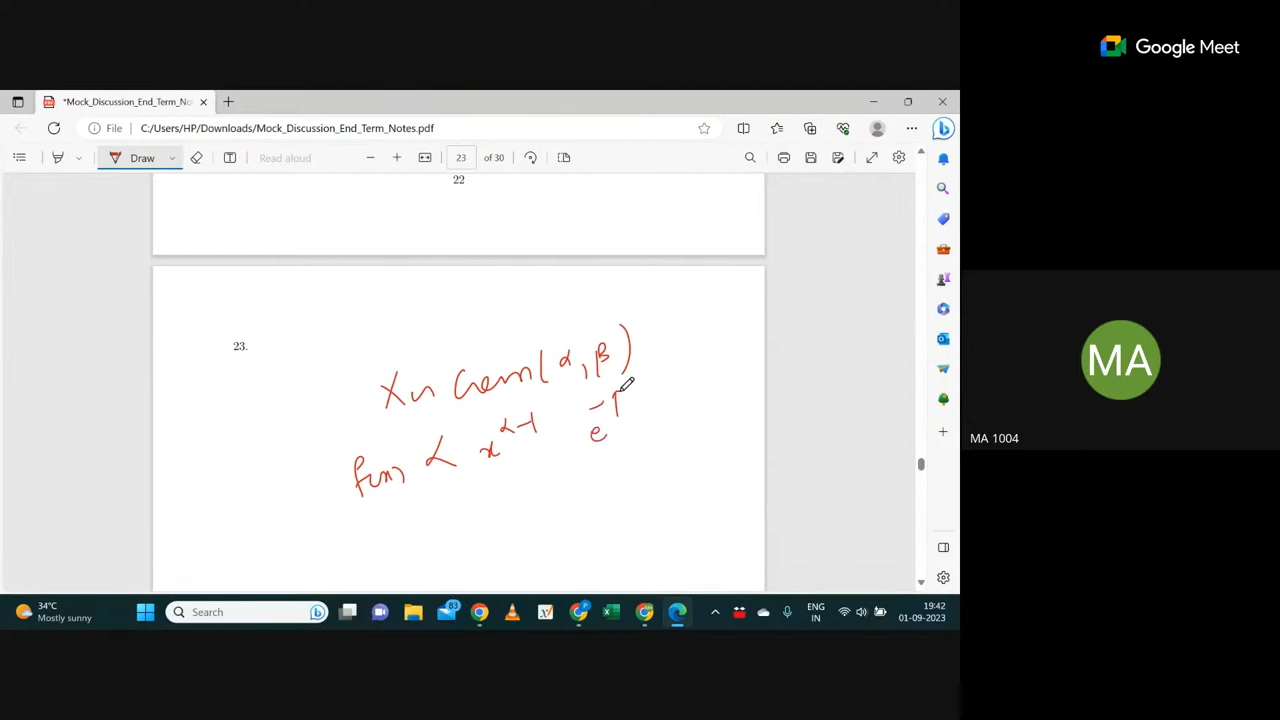 Google Meet
*Mock_Discussion_End_Term_No
File C:/Users/HP/Downloads/Mock_Discussion_End_Term_Notes.pdf
Draw Read aloud 23 of 30
22
23.
X ~ Gamm(α, β)
f(x) ∝ x^α-1 e^-β
MA
MA 1004
34°C
Mostly sunny
Search
83
ENG
IN
19:42
01-09-2023